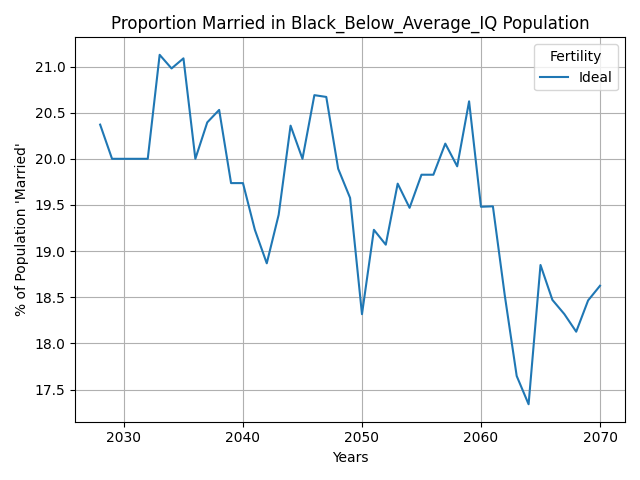 Proportion Married in Black_Below_Average_IQ Population
Fertility
Ideal
% of Population 'Married'
21.0
20.5
20.0
19.5
19.0
18.5
18.0
17.5
2030 2040 2050 2060 2070
Years